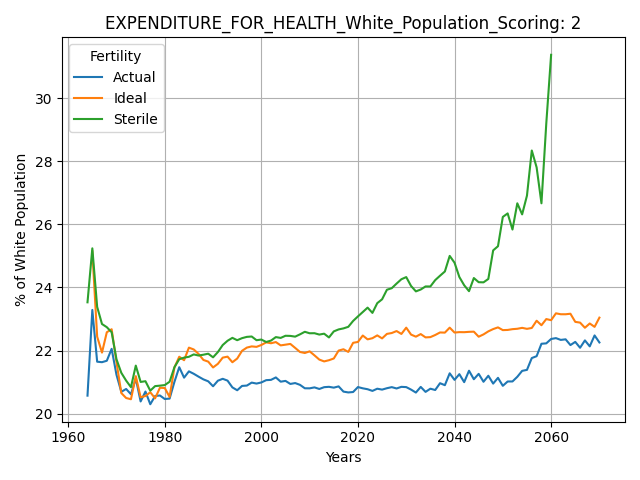 EXPENDITURE_FOR_HEALTH_White_Population_Scoring: 2
Fertility
Actual
Ideal
Sterile
% of White Population
30
28
26
24
22
20
1960
1980
2000
2020
2040
2060
Years